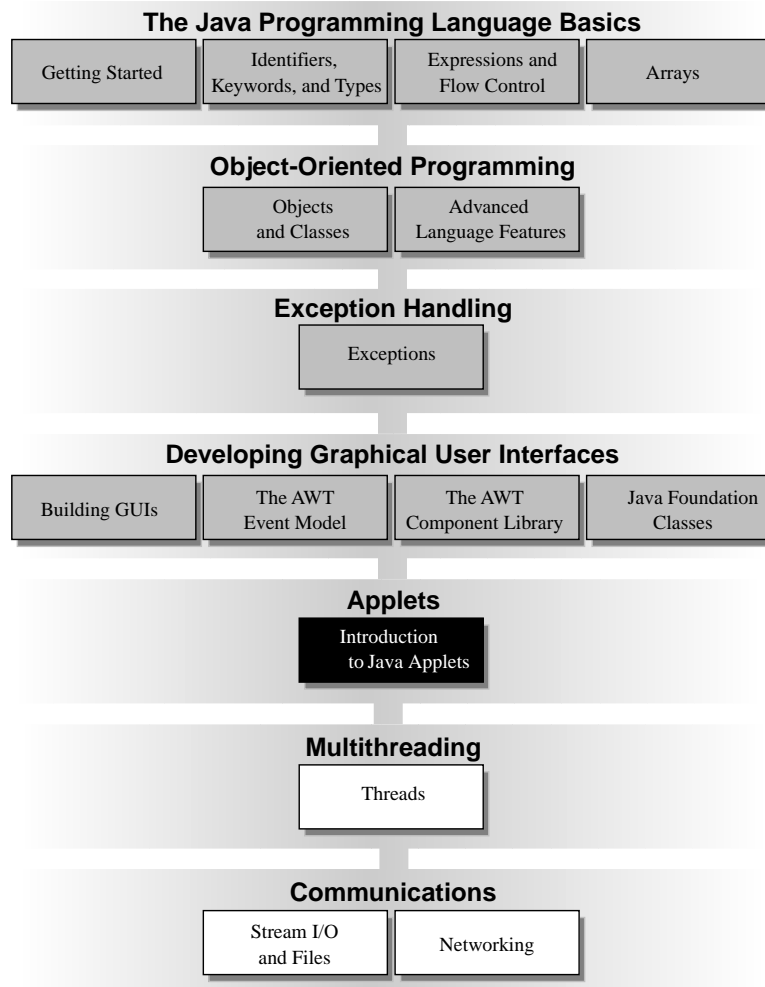 The Java Programming Language Basics
Getting Started
Identifiers,
Keywords, and Types
Expressions and
Flow Control
Arrays
Object-Oriented Programming
Objects
and Classes
Advanced
Language Features
Exception Handling
Exceptions
Developing Graphical User Interfaces
Building GUIs
The AWT
Event Model
The AWT
Component Library
Java Foundation
Classes
Applets
Introduction
to Java Applets
Multithreading
Threads
Communications
Stream I/O
and Files
Networking